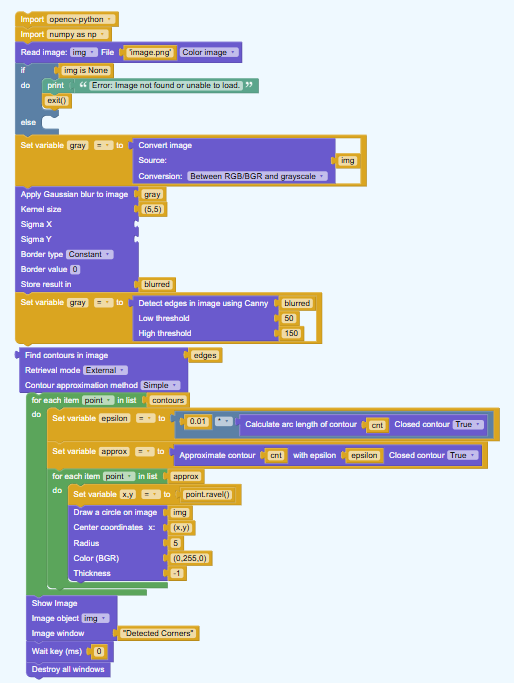 Import opencv-python
Import numpy as np
Read image: img File 'image.png' Color image
if img is None
do print “ Error: Image not found or unable to load. ”
exit()
else
Set variable gray = to Convert image
Source: img
Conversion: Between RGB/BGR and grayscale
Apply Gaussian blur to image gray
Kernel size (5,5)
Sigma X
Sigma Y
Border type Constant
Border value 0
Store result in blurred
Set variable gray = to Detect edges in image using Canny blurred
Low threshold 50
High threshold 150
Find contours in image edges
Retrieval mode External
Contour approximation method Simple
for each item point in list contours
do Set variable epsilon = to 0.01 * Calculate arc length of contour cnt Closed contour True
Set variable approx = to Approximate contour cnt with epsilon epsilon Closed contour True
for each item point in list approx
do Set variable x,y = to point.ravel()
Draw a circle on image img
Center coordinates x: (x,y)
Radius 5
Color (BGR) (0,255,0)
Thickness -1
Show Image
Image object img
Image window "Detected Corners"
Wait key (ms) 0
Destroy all windows